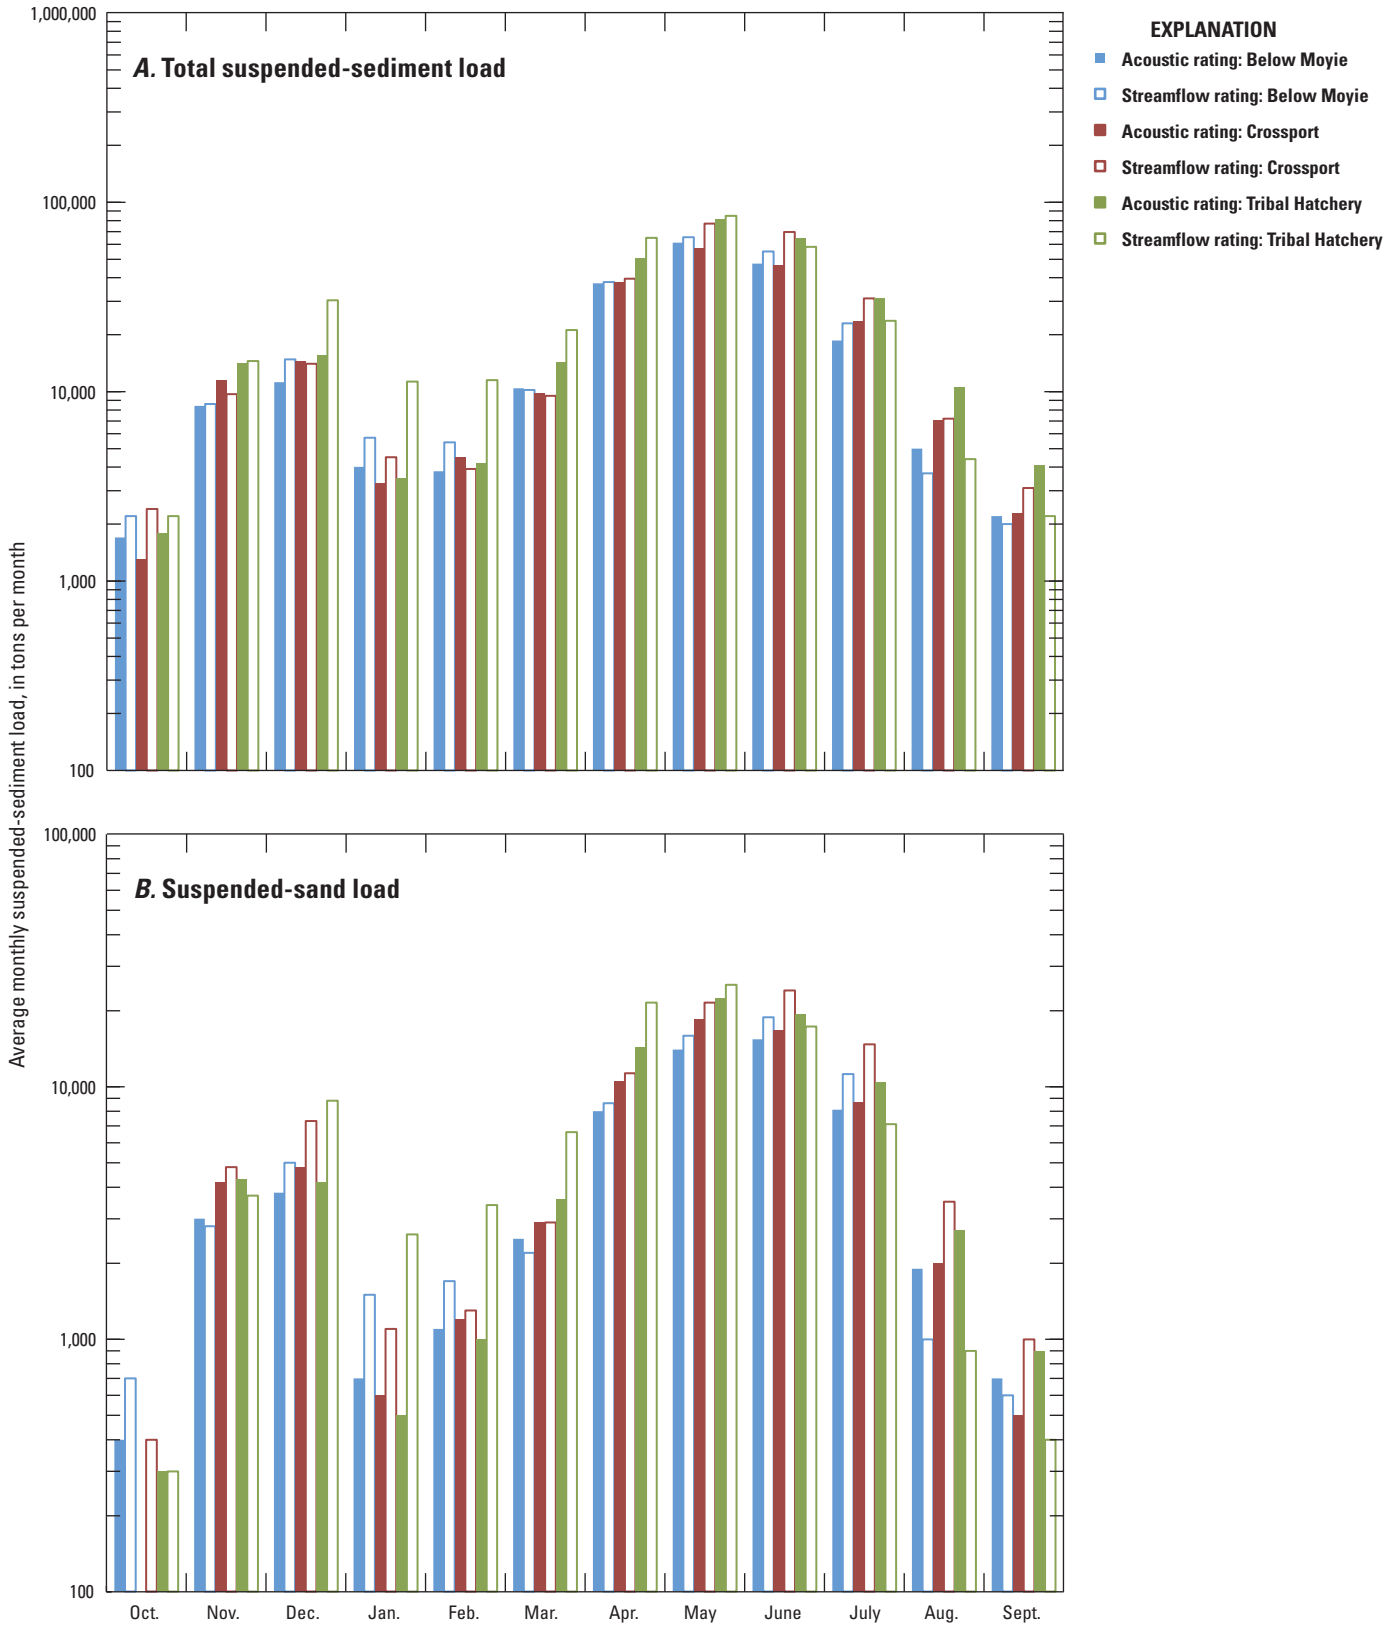 1,000,000
A. Total suspended-sediment load
100,000
10,000
1,000
100
EXPLANATION
Acoustic rating: Below Moyie
Streamflow rating: Below Moyie
Acoustic rating: Crossport
Streamflow rating: Crossport
Acoustic rating: Tribal Hatchery
Streamflow rating: Tribal Hatchery
Average monthly suspended-sediment load, in tons per month
100,000
B. Suspended-sand load
10,000
1,000
100
Oct. Nov. Dec. Jan. Feb. Mar. Apr. May June July Aug. Sept.